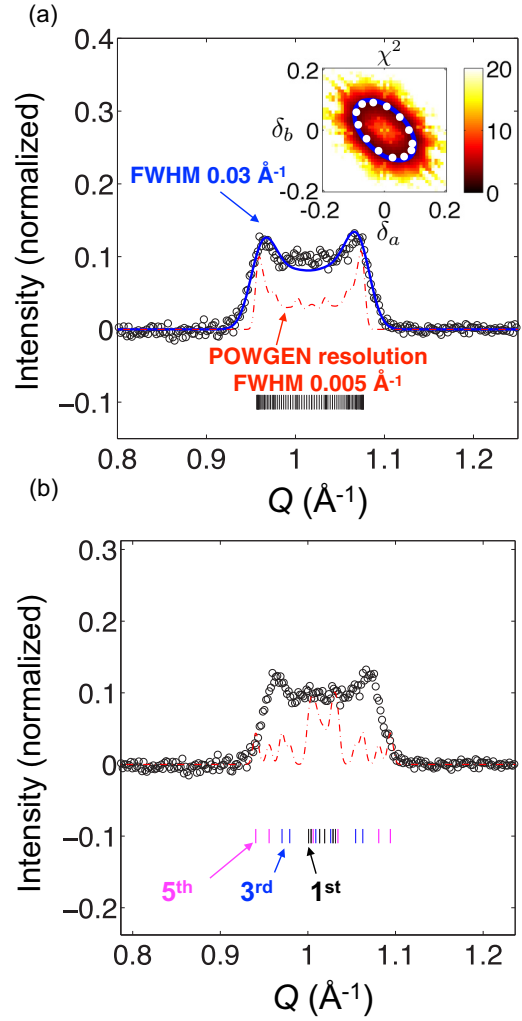 (a)
0.4
0.3
0.2
0.1
0
−0.1
Intensity (normalized)
χ²
0.2
0
-0.2
δb
-0.2 0 0.2
δa
20
10
0
FWHM 0.03 Å-1
POWGEN resolution
FWHM 0.005 Å-1
0.8 0.9 1 1.1 1.2
Q (Å-1)
(b)
0.3
0.2
0.1
0
−0.1
−0.2
Intensity (normalized)
5th 3rd 1st
0.8 0.9 1 1.1 1.2
Q (Å-1)